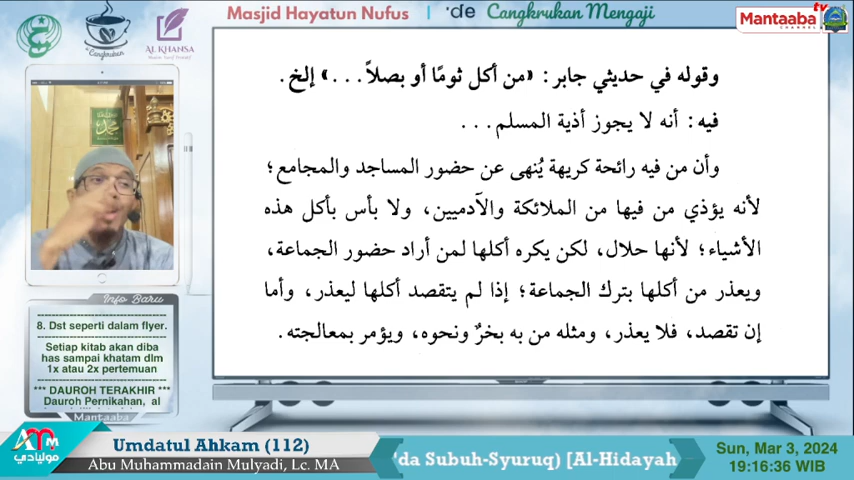 Masjid Hayatun Nufus | 'de Cangkrukan Mengaji
tv
Mantaaba
CHANNEL
Cangkrukan
AL KHANSA
وقوله في حديثي جابر: «من أكل ثومًا أو بصلاً...» إلخ.
فيه: أنه لا يجوز أذية المسلم...
وأن من فيه رائحة كريهة يُنهى عن حضور المساجد والمجامع؛
لأنه يؤذي من فيها من الملائكة والآدميين، ولا بأس بأكل هذه
الأشياء؛ لأنها حلال، لكن يكره أكلها لمن أراد حضور الجماعة،
ويعذر من أكلها بترك الجماعة؛ إذا لم يتقصد أكلها ليعذر، وأما
إن تقصد، فلا يعذر، ومثله من به بخرٌ ونحوه، ويؤمر بمعالجته.
Info Baru
8. Dst seperti dalam flyer.
Setiap kitab akan diba
has sampai khatam dlm
1x atau 2x pertemuan
*** DAUROH TERAKHIR ***
Dauroh Pernikahan, al
Mantaaba
موليادي
Umdatul Ahkam (112)
Abu Muhammadain Mulyadi, Lc. MA
'da Subuh-Syuruq) [Al-Hidayah
Sun, Mar 3, 2024
19:16:36 WIB